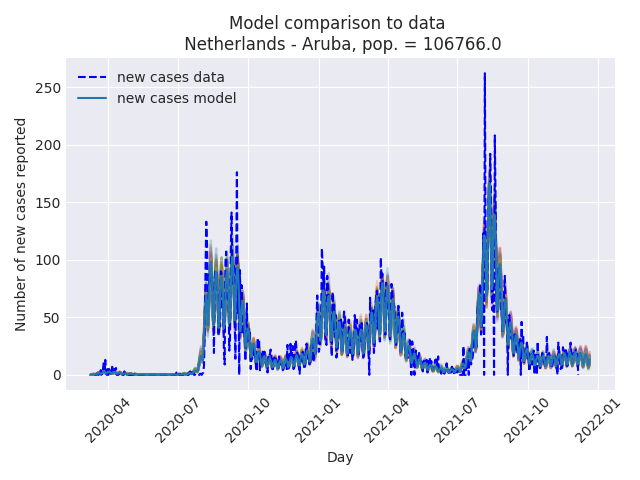 Model comparison to data
Netherlands - Aruba, pop. = 106766.0
new cases data
new cases model
Number of new cases reported
250
200
150
100
50
0
2020-04
2020-07
2020-10
2021-01
2021-04
2021-07
2021-10
2022-01
Day